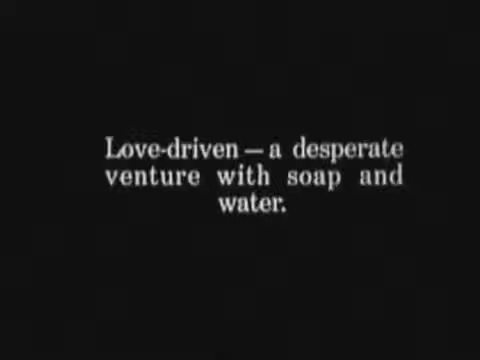 Love-driven — a desperate
venture with soap and
water.